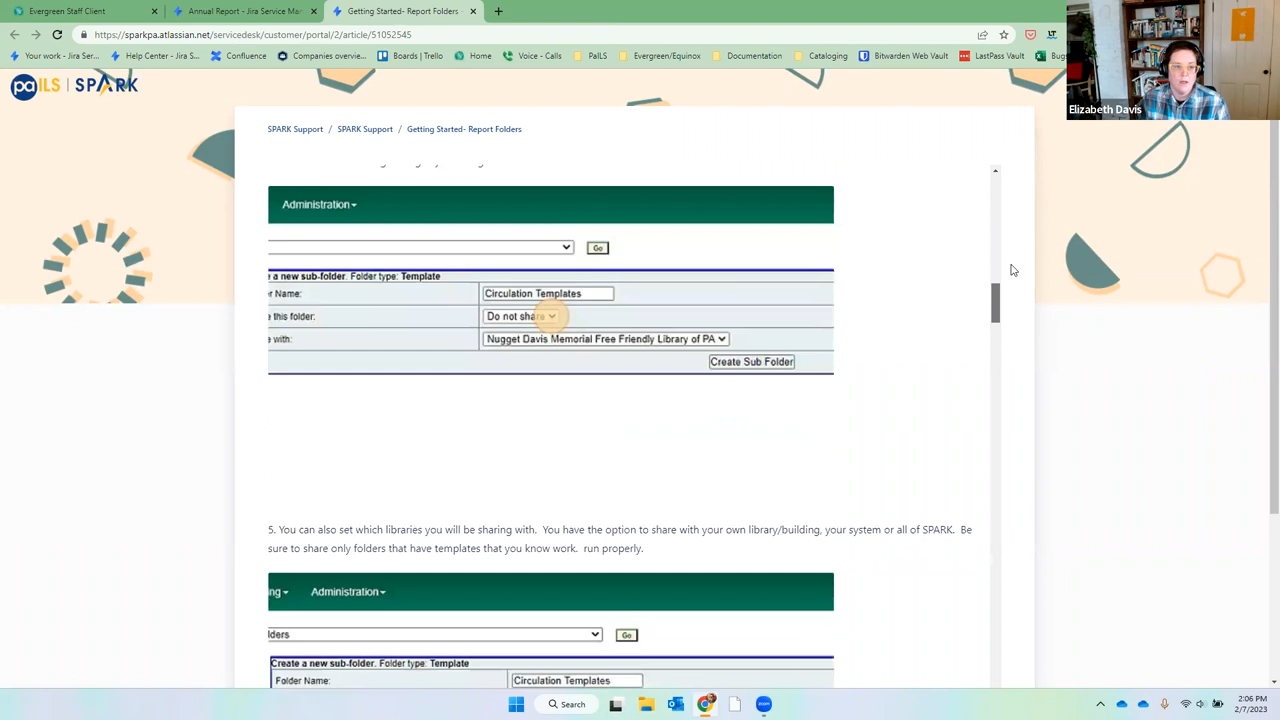 Evergreen Staff Client
Annual Report - Jira S
Getting Started- Report Folders
https://sparkpa.atlassian.net/servicedesk/customer/portal/2/article/51052545
Your work - Jira Se...
Help Center - Jira S...
Confluence
Companies overvie...
Boards | Trello
Home
Voice - Calls
PaILS
Evergreen/Equinox
Documentation
Cataloging
Bitwarden Web Vault
LastPass Vault
Bugs
paILS | SPARK
Elizabeth Davis
SPARK Support / SPARK Support / Getting Started- Report Folders
Administration
Go
a new sub-folder. Folder type: Template
r Name: Circulation Templates
this folder: Do not share
with: Nugget Davis Memorial Free Friendly Library of PA
Create Sub Folder
5. You can also set which libraries you will be sharing with. You have the option to share with your own library/building, your system or all of SPARK. Be
sure to share only folders that have templates that you know work. run properly.
ng Administration
lders Go
Create a new sub-folder. Folder type: Template
Folder Name: Circulation Templates
Search
2:06 PM
2/7/2023